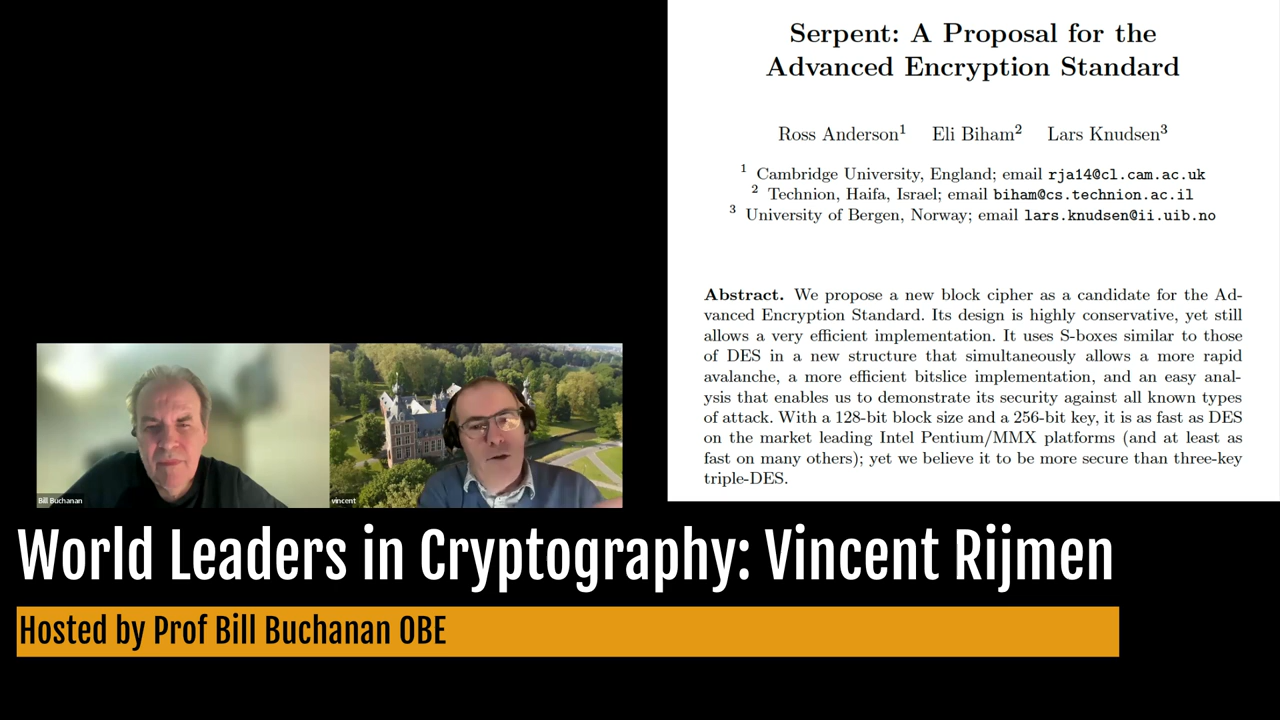 Serpent: A Proposal for the
Advanced Encryption Standard
Ross Anderson¹ Eli Biham² Lars Knudsen³
¹ Cambridge University, England; email rja14@cl.cam.ac.uk
² Technion, Haifa, Israel; email biham@cs.technion.ac.il
³ University of Bergen, Norway; email lars.knudsen@ii.uib.no
Abstract. We propose a new block cipher as a candidate for the Ad-
vanced Encryption Standard. Its design is highly conservative, yet still
allows a very efficient implementation. It uses S-boxes similar to those
of DES in a new structure that simultaneously allows a more rapid
avalanche, a more efficient bitslice implementation, and an easy anal-
ysis that enables us to demonstrate its security against all known types
of attack. With a 128-bit block size and a 256-bit key, it is as fast as DES
on the market leading Intel Pentium/MMX platforms (and at least as
fast on many others); yet we believe it to be more secure than three-key
triple-DES.
Bill Buchanan
vincent
World Leaders in Cryptography: Vincent Rijmen
Hosted by Prof Bill Buchanan OBE